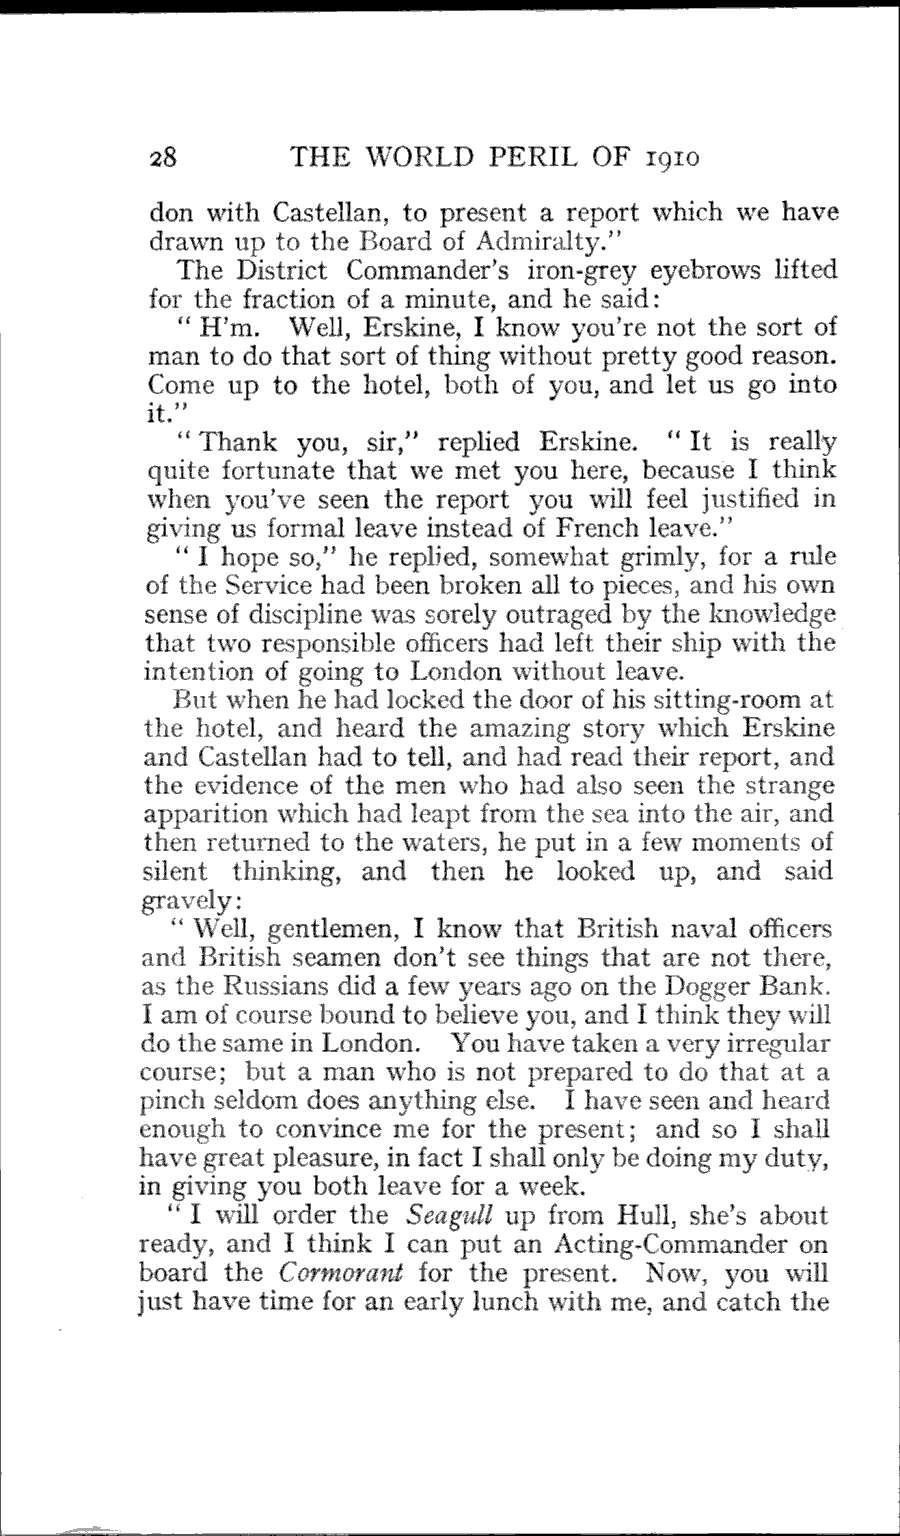 28 THE WORLD PERIL OF 1910
don with Castellan, to present a report which we have
drawn up to the Board of Admiralty."
The District Commander's iron-grey eyebrows lifted
for the fraction of a minute, and he said:
"H'm. Well, Erskine, I know you're not the sort of
man to do that sort of thing without pretty good reason.
Come up to the hotel, both of you, and let us go into
it."
"Thank you, sir," replied Erskine. "It is really
quite fortunate that we met you here, because I think
when you've seen the report you will feel justified in
giving us formal leave instead of French leave."
"I hope so," he replied, somewhat grimly, for a rule
of the Service had been broken all to pieces, and his own
sense of discipline was sorely outraged by the knowledge
that two responsible officers had left their ship with the
intention of going to London without leave.
But when he had locked the door of his sitting-room at
the hotel, and heard the amazing story which Erskine
and Castellan had to tell, and had read their report, and
the evidence of the men who had also seen the strange
apparition which had leapt from the sea into the air, and
then returned to the waters, he put in a few moments of
silent thinking, and then he looked up, and said
gravely:
"Well, gentlemen, I know that British naval officers
and British seamen don't see things that are not there,
as the Russians did a few years ago on the Dogger Bank.
I am of course bound to believe you, and I think they will
do the same in London. You have taken a very irregular
course; but a man who is not prepared to do that at a
pinch seldom does anything else. I have seen and heard
enough to convince me for the present; and so I shall
have great pleasure, in fact I shall only be doing my duty,
in giving you both leave for a week.
"I will order the Seagull up from Hull, she's about
ready, and I think I can put an Acting-Commander on
board the Cormorant for the present. Now, you will
just have time for an early lunch with me, and catch the